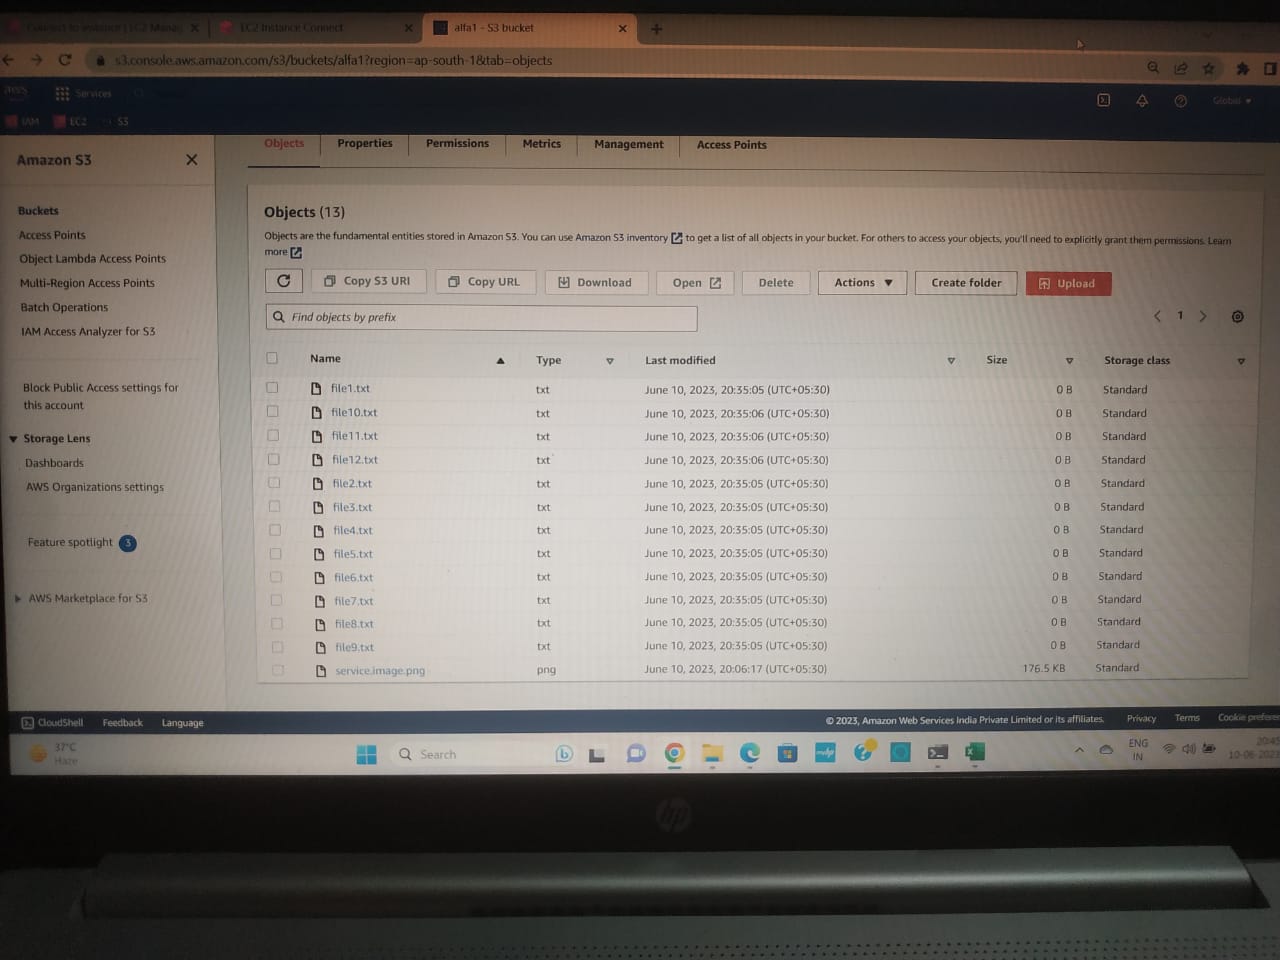 Connect to instance | EC2 Manag
EC2 Instance Connect
alfa1 - S3 bucket
s3.console.aws.amazon.com/s3/buckets/alfa1?region=ap-south-1&tab=objects
aws
Services
Global
IAM
EC2
S3
Amazon S3
Buckets
Access Points
Object Lambda Access Points
Multi-Region Access Points
Batch Operations
IAM Access Analyzer for S3
Block Public Access settings for
this account
Storage Lens
Dashboards
AWS Organizations settings
Feature spotlight 3
AWS Marketplace for S3
Objects Properties Permissions Metrics Management Access Points
Objects (13)
Objects are the fundamental entities stored in Amazon S3. You can use Amazon S3 inventory to get a list of all objects in your bucket. For others to access your objects, you'll need to explicitly grant them permissions. Learn
more
Copy S3 URI Copy URL Download Open Delete Actions Create folder Upload
Find objects by prefix
1
Name Type Last modified Size Storage class
file1.txt txt June 10, 2023, 20:35:05 (UTC+05:30) 0 B Standard
file10.txt txt June 10, 2023, 20:35:06 (UTC+05:30) 0 B Standard
file11.txt txt June 10, 2023, 20:35:06 (UTC+05:30) 0 B Standard
file12.txt txt June 10, 2023, 20:35:06 (UTC+05:30) 0 B Standard
file2.txt txt June 10, 2023, 20:35:05 (UTC+05:30) 0 B Standard
file3.txt txt June 10, 2023, 20:35:05 (UTC+05:30) 0 B Standard
file4.txt txt June 10, 2023, 20:35:05 (UTC+05:30) 0 B Standard
file5.txt txt June 10, 2023, 20:35:05 (UTC+05:30) 0 B Standard
file6.txt txt June 10, 2023, 20:35:05 (UTC+05:30) 0 B Standard
file7.txt txt June 10, 2023, 20:35:05 (UTC+05:30) 0 B Standard
file8.txt txt June 10, 2023, 20:35:05 (UTC+05:30) 0 B Standard
file9.txt txt June 10, 2023, 20:35:05 (UTC+05:30) 0 B Standard
service.image.png png June 10, 2023, 20:06:17 (UTC+05:30) 176.5 KB Standard
CloudShell Feedback Language
© 2023, Amazon Web Services India Private Limited or its affiliates. Privacy Terms Cookie prefere
37°C
Haze
Search
ENG
IN
hp